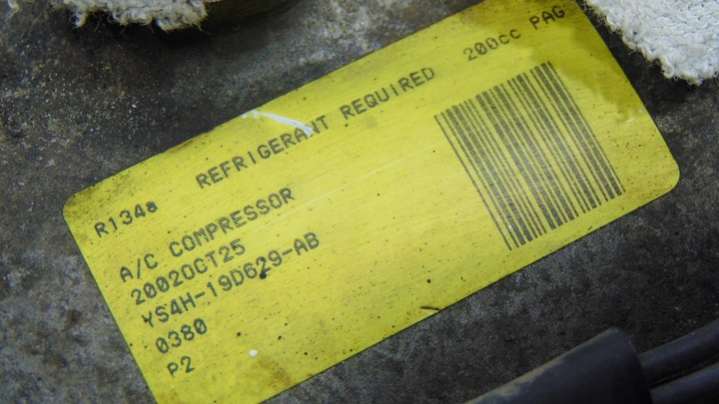 R134a REFRIGERANT REQUIRED 200cc PAG
A/C COMPRESSOR
2002OCT25
YS4H-19D629-AB
0380
P2